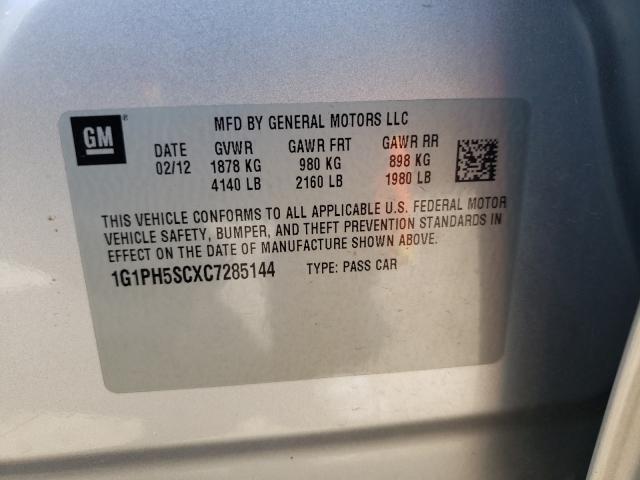 GM®
MFD BY GENERAL MOTORS LLC
DATE GVWR GAWR FRT GAWR RR
02/12 1878 KG 980 KG 898 KG
4140 LB 2160 LB 1980 LB
THIS VEHICLE CONFORMS TO ALL APPLICABLE U.S. FEDERAL MOTOR
VEHICLE SAFETY, BUMPER, AND THEFT PREVENTION STANDARDS IN
EFFECT ON THE DATE OF MANUFACTURE SHOWN ABOVE.
1G1PH5SCXC7285144 TYPE: PASS CAR